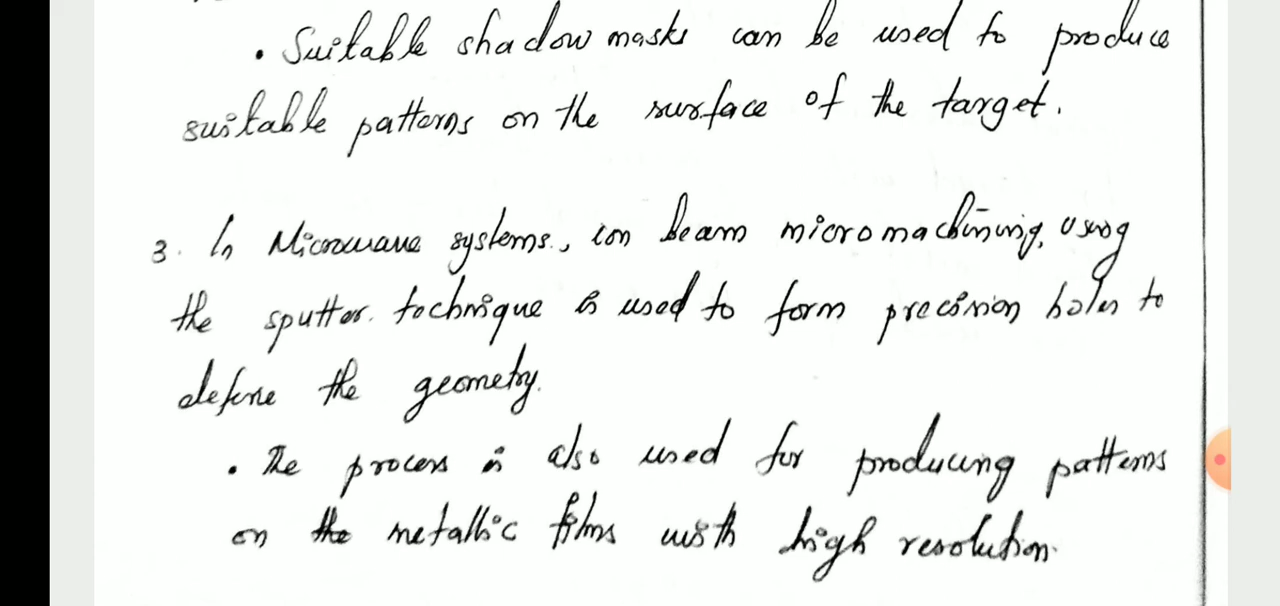 • Suitable shadow masks can be used to produce
suitable patterns on the surface of the target.
3. In Microwave systems, ion beam micromachining, using
the sputter technique is used to form precision holes to
define the geometry.
• The process is also used for producing patterns
on the metallic films with high resolution.